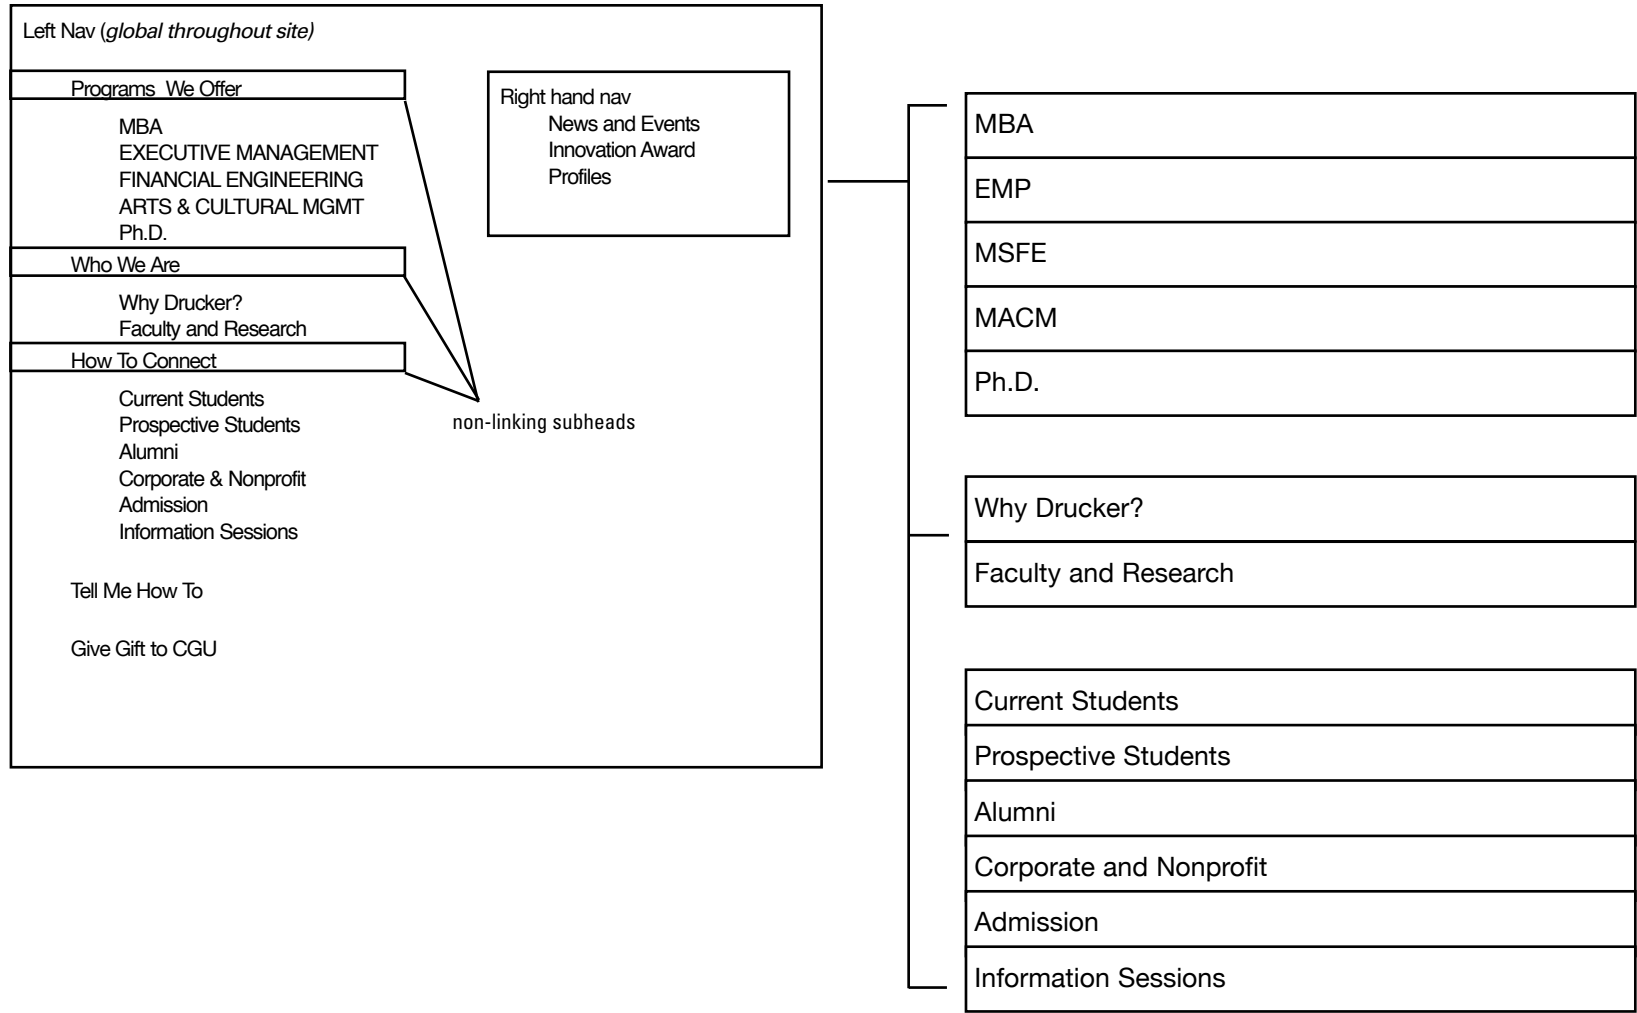 Left Nav (global throughout site)
Programs We Offer
MBA
EXECUTIVE MANAGEMENT
FINANCIAL ENGINEERING
ARTS & CULTURAL MGMT
Ph.D.
Who We Are
Why Drucker?
Faculty and Research
How To Connect
Current Students
Prospective Students
Alumni
Corporate & Nonprofit
Admission
Information Sessions
Tell Me How To
Give Gift to CGU
Right hand nav
News and Events
Innovation Award
Profiles
non-linking subheads
MBA
EMP
MSFE
MACM
Ph.D.
Why Drucker?
Faculty and Research
Current Students
Prospective Students
Alumni
Corporate and Nonprofit
Admission
Information Sessions